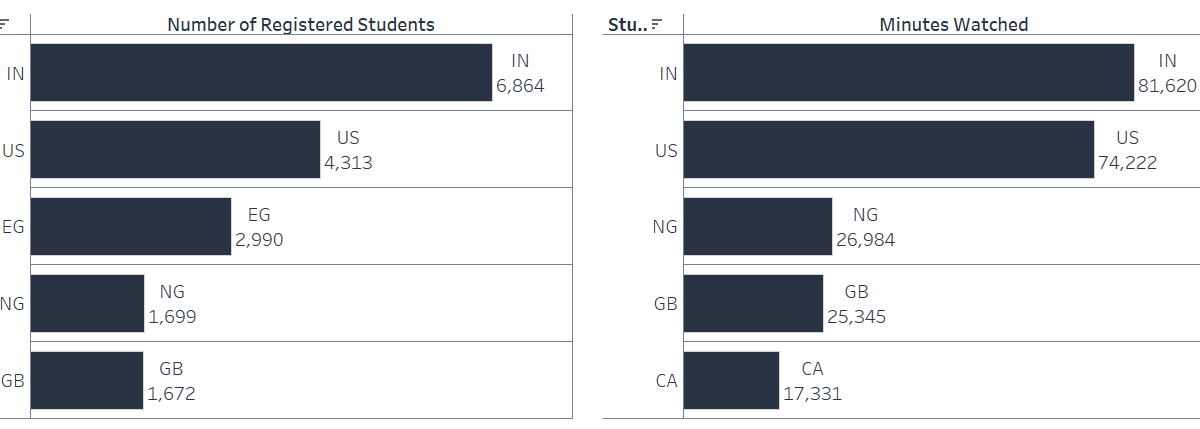 Number of Registered Students
IN
IN
6,864
US
US
4,313
EG
EG
2,990
NG
NG
1,699
GB
GB
1,672
Stu.. Minutes Watched
IN
IN
81,620
US
US
74,222
NG
NG
26,984
GB
GB
25,345
CA
CA
17,331